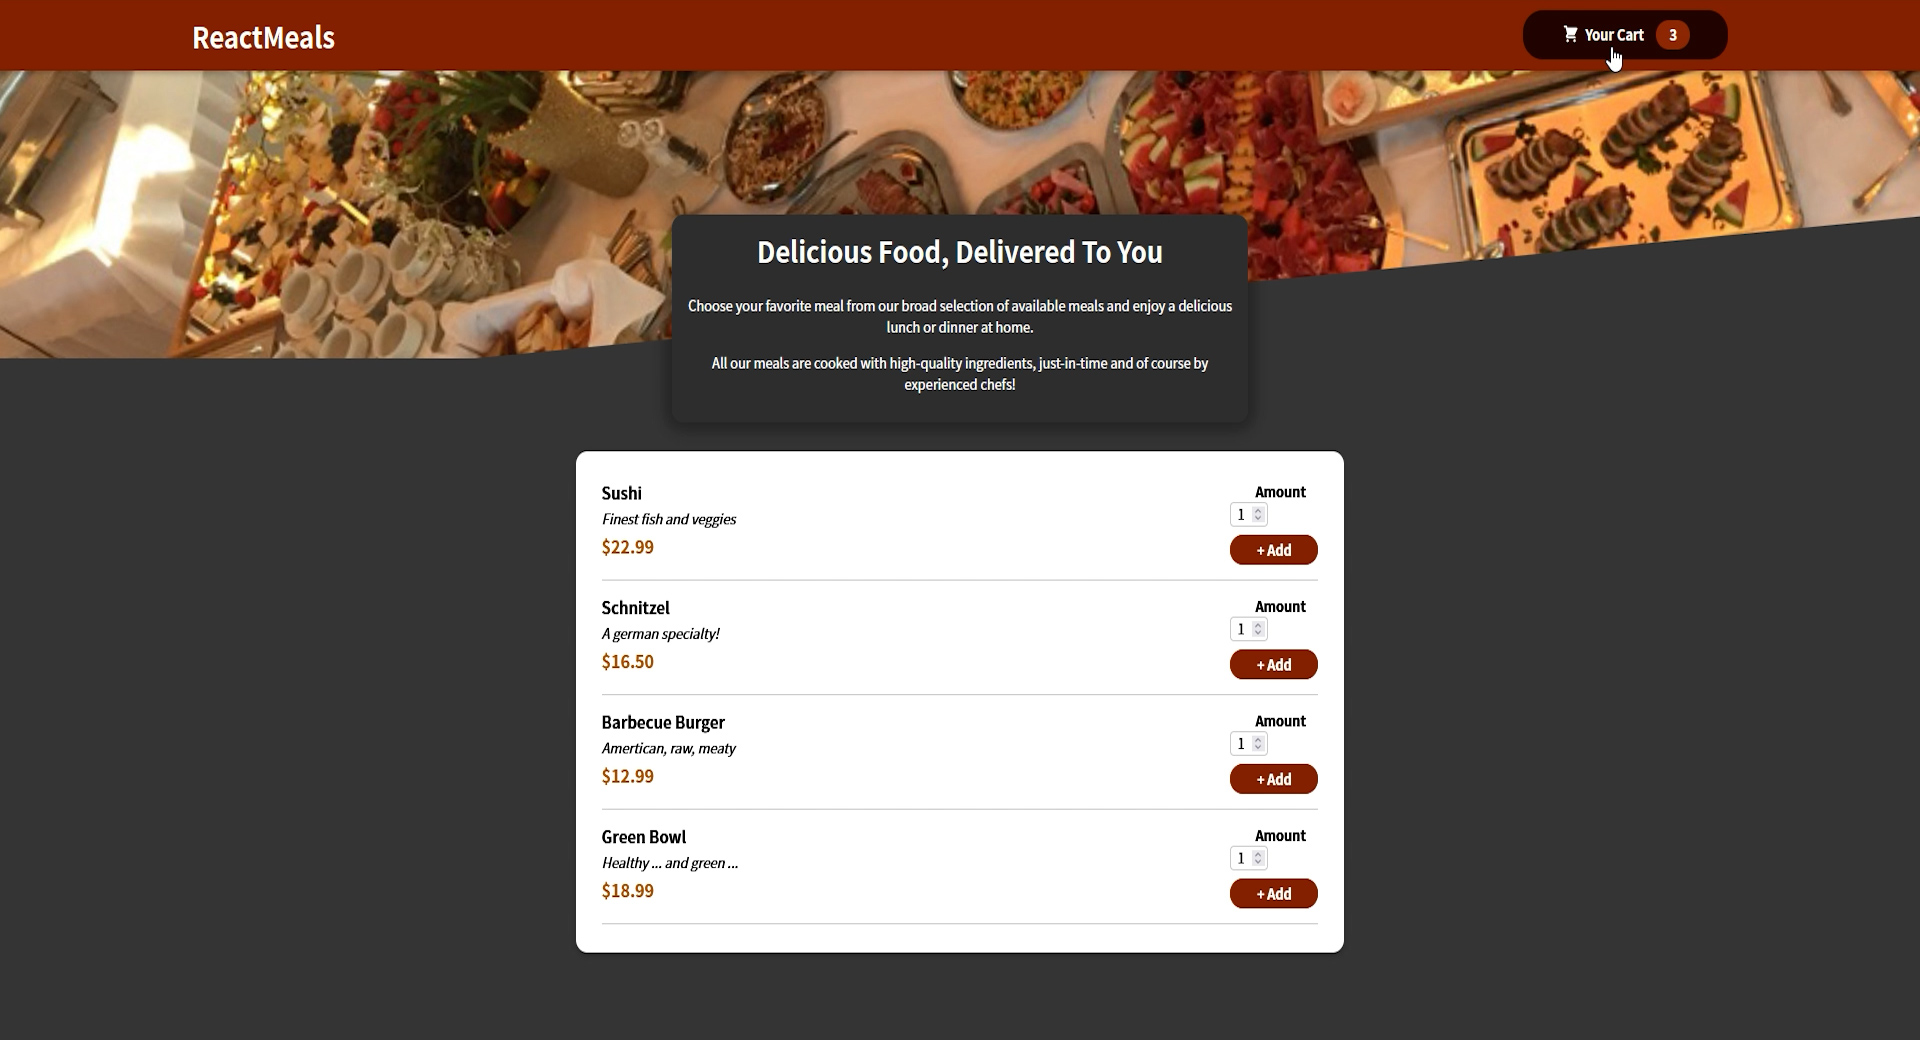 ReactMeals
Your Cart 3
Delicious Food, Delivered To You
Choose your favorite meal from our broad selection of available meals and enjoy a delicious
lunch or dinner at home.
All our meals are cooked with high-quality ingredients, just-in-time and of course by
experienced chefs!
Sushi
Finest fish and veggies
$22.99
Amount
1
+ Add
Schnitzel
A german specialty!
$16.50
Amount
1
+ Add
Barbecue Burger
Amertican, raw, meaty
$12.99
Amount
1
+ Add
Green Bowl
Healthy ... and green ...
$18.99
Amount
1
+ Add